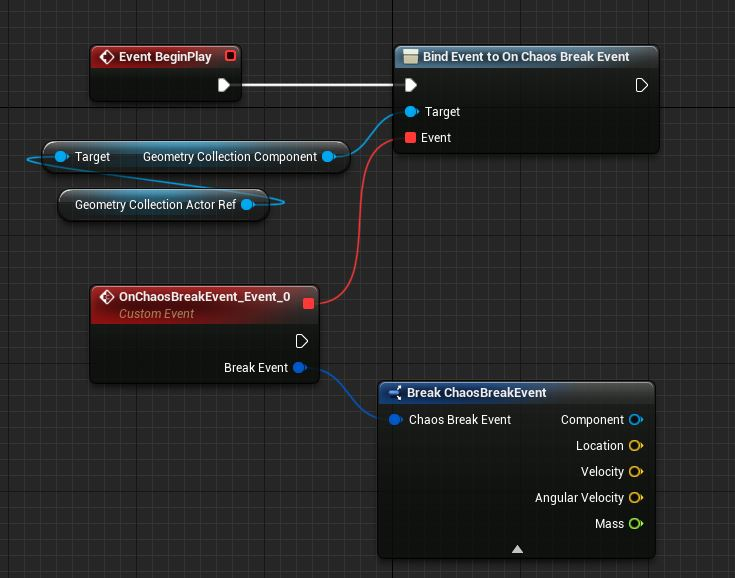 Event BeginPlay
Bind Event to On Chaos Break Event
Target
Event
Target Geometry Collection Component
Geometry Collection Actor Ref
OnChaosBreakEvent_Event_0
Custom Event
Break Event
Break ChaosBreakEvent
Chaos Break Event Component
Location
Velocity
Angular Velocity
Mass